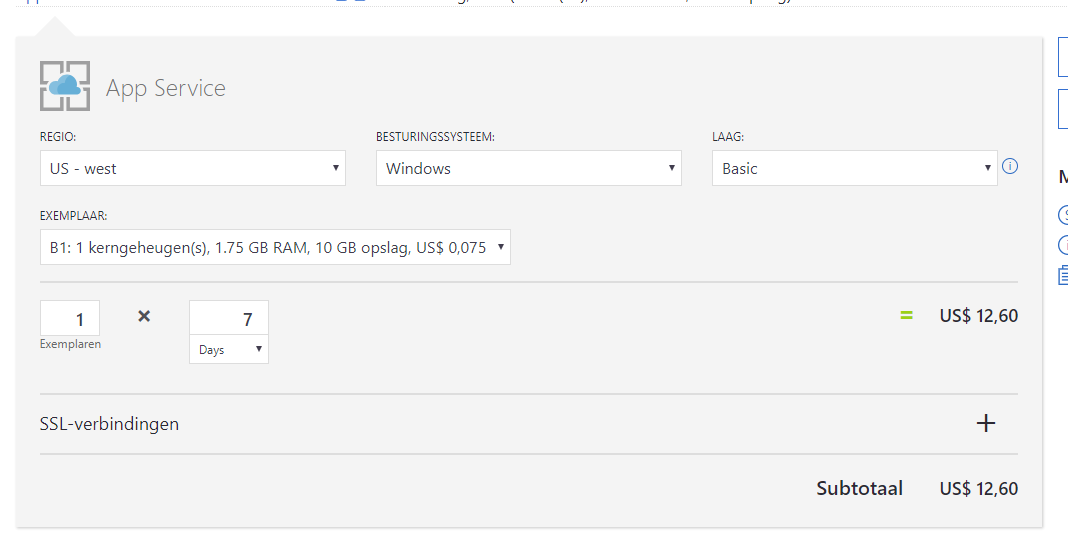 App Service
REGIO: BESTURINGSSYSTEEM: LAAG:
US - west Windows Basic
EXEMPLAAR:
B1: 1 kerngeheugen(s), 1.75 GB RAM, 10 GB opslag, US$ 0,075
1 × 7 = US$ 12,60
Exemplaren Days
SSL-verbindingen +
Subtotaal US$ 12,60